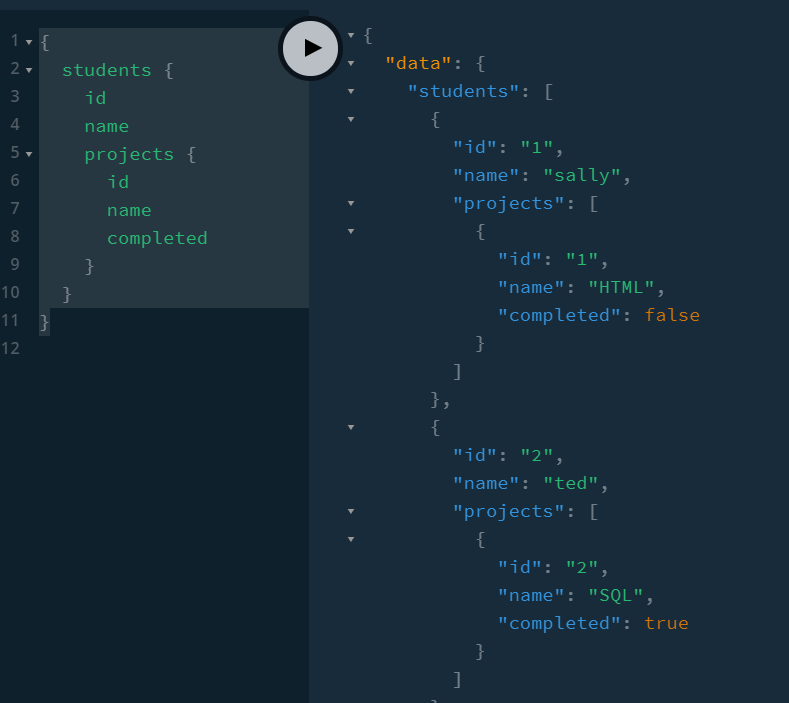 1 {
2 students {
3 id
4 name
5 projects {
6 id
7 name
8 completed
9 }
10 }
11 }
12
{
"data": {
"students": [
{
"id": "1",
"name": "sally",
"projects": [
{
"id": "1",
"name": "HTML",
"completed": false
}
]
},
{
"id": "2",
"name": "ted",
"projects": [
{
"id": "2",
"name": "SQL",
"completed": true
}
]